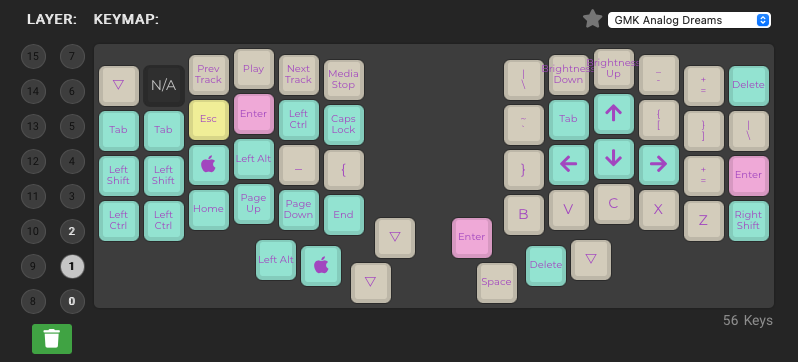 LAYER: KEYMAP: GMK Analog Dreams
15 7
14 6
13 5
12 4
11 3
10 2
9 1
8 0
▽ N/A Prev Track Play Next Track Media Stop
| \ Brightness Down Brightness Up _ - + = Delete
Tab Tab Esc Enter Left Ctrl Caps Lock
~ ` Tab ↑ { [ } ] | \
Left Shift Left Shift Left Alt _ {
} ← ↓ → + = Enter
Left Ctrl Left Ctrl Home Page Up Page Down End
B V C X Z Right Shift
▽ Enter
Left Alt ▽ Space Delete ▽
56 Keys